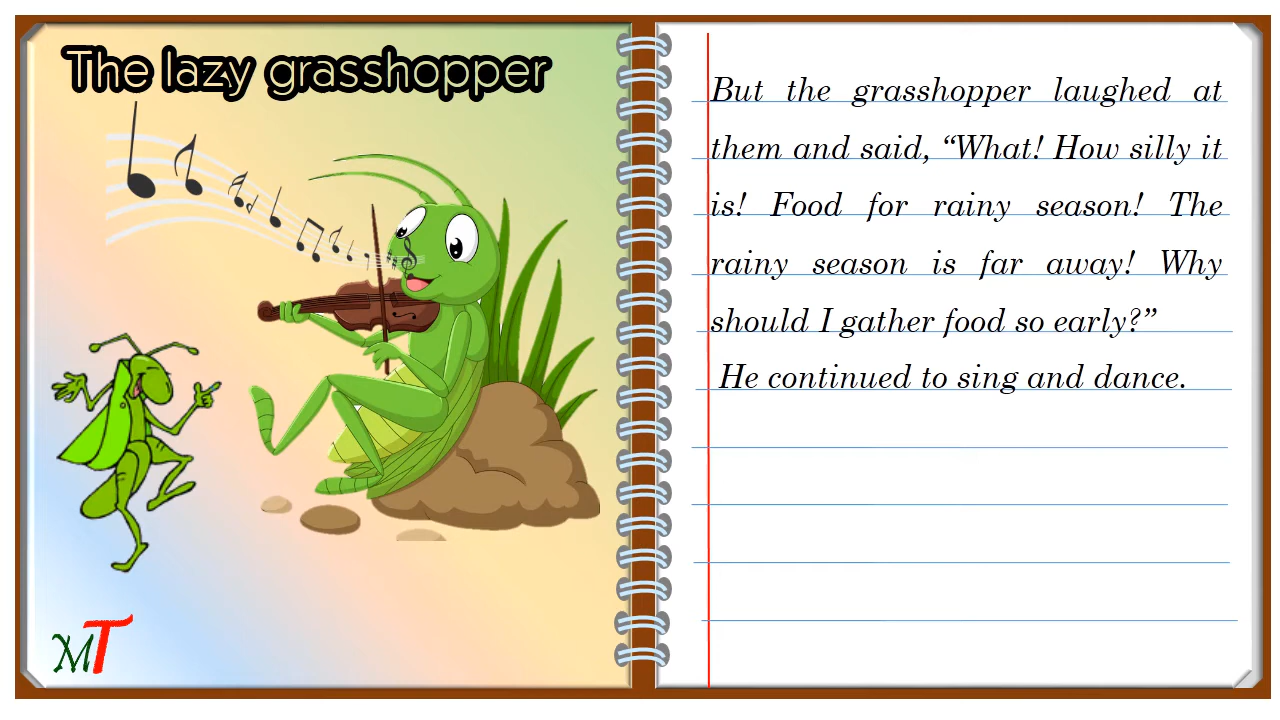 The lazy grasshopper
But the grasshopper laughed at
them and said, “What! How silly it
is! Food for rainy season! The
rainy season is far away! Why
should I gather food so early?”
He continued to sing and dance.
MT